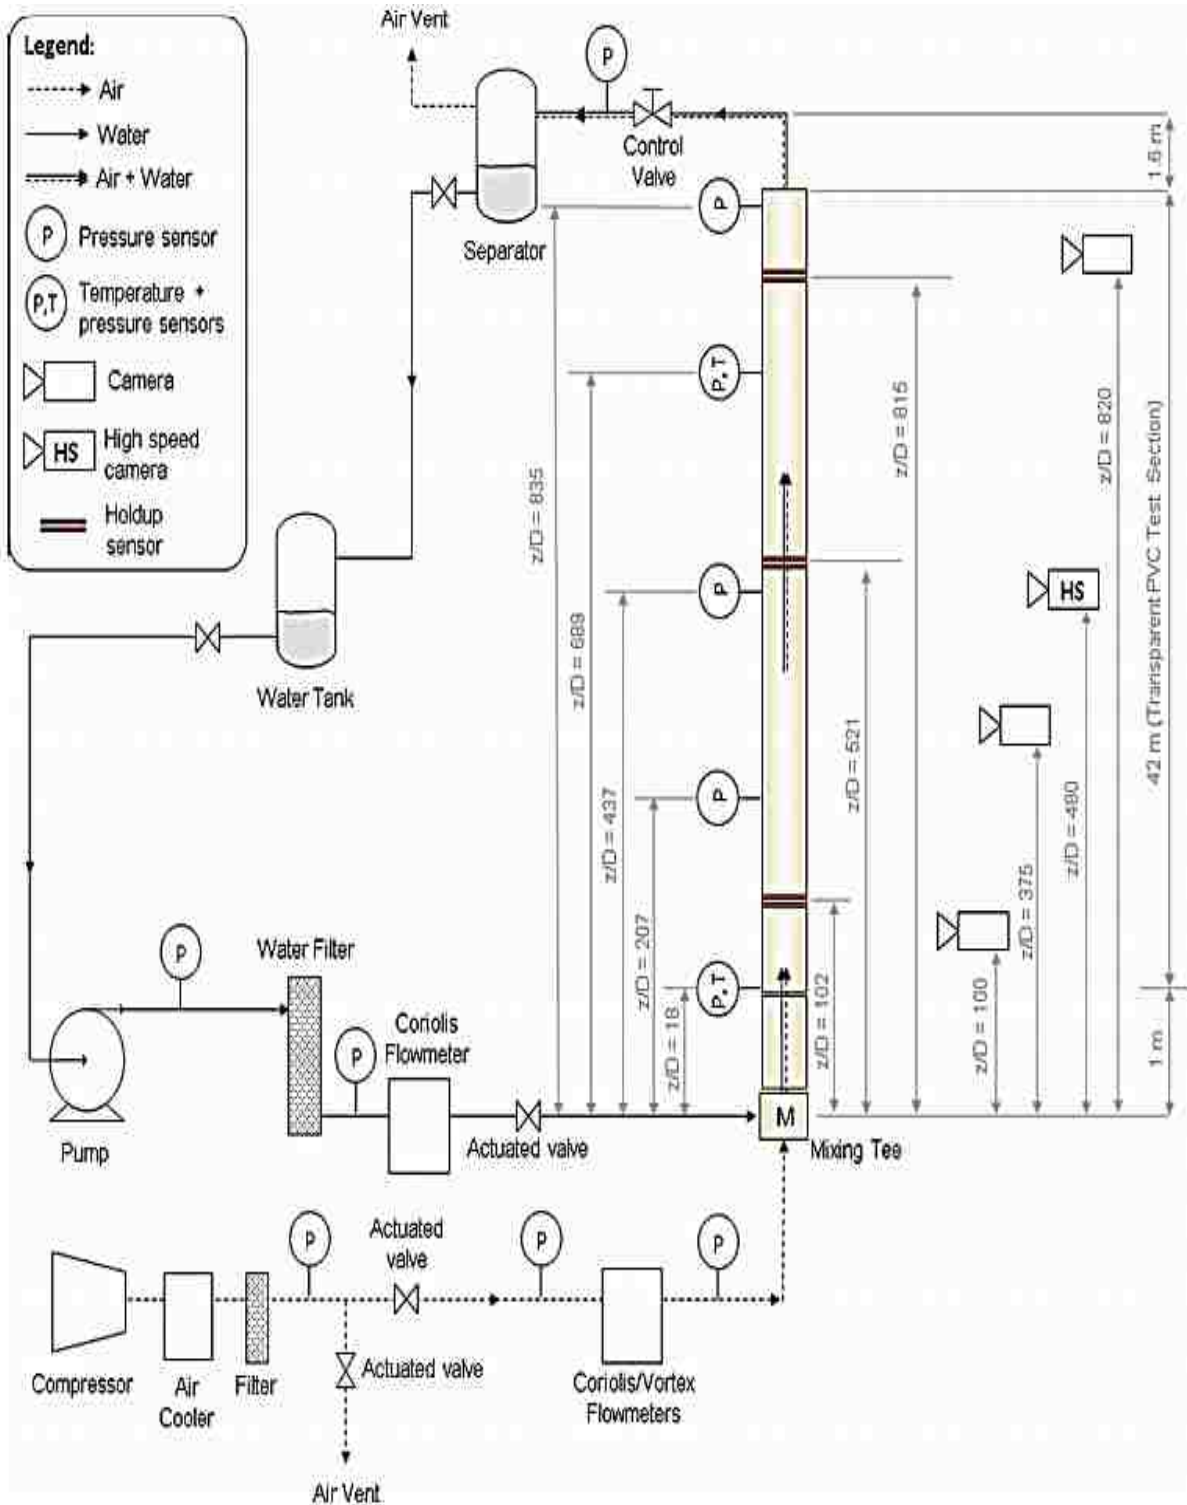 Legend:
Air
Water
Air + Water
P
Pressure sensor
P,T
Temperature +
pressure sensors
Camera
HS
High speed
camera
Holdup
sensor
Air Vent
P
Control
Valve
Separator
P
P,T
P
P
P,T
z/D = 835
z/D = 689
z/D = 437
z/D = 207
z/D = 18
z/D = 815
z/D = 521
z/D = 102
HS
z/D = 820
z/D = 480
z/D = 375
z/D = 100
1.6 m
42 m (Transparent PVC Test Section)
1 m
Water Tank
P
Water Filter
P
Coriolis
Flowmeter
Pump
Actuated valve
M
Mixing Tee
P
Actuated
valve
P
P
Compressor
Air
Cooler
Filter
Actuated valve
Coriolis/Vortex
Flowmeters
Air Vent